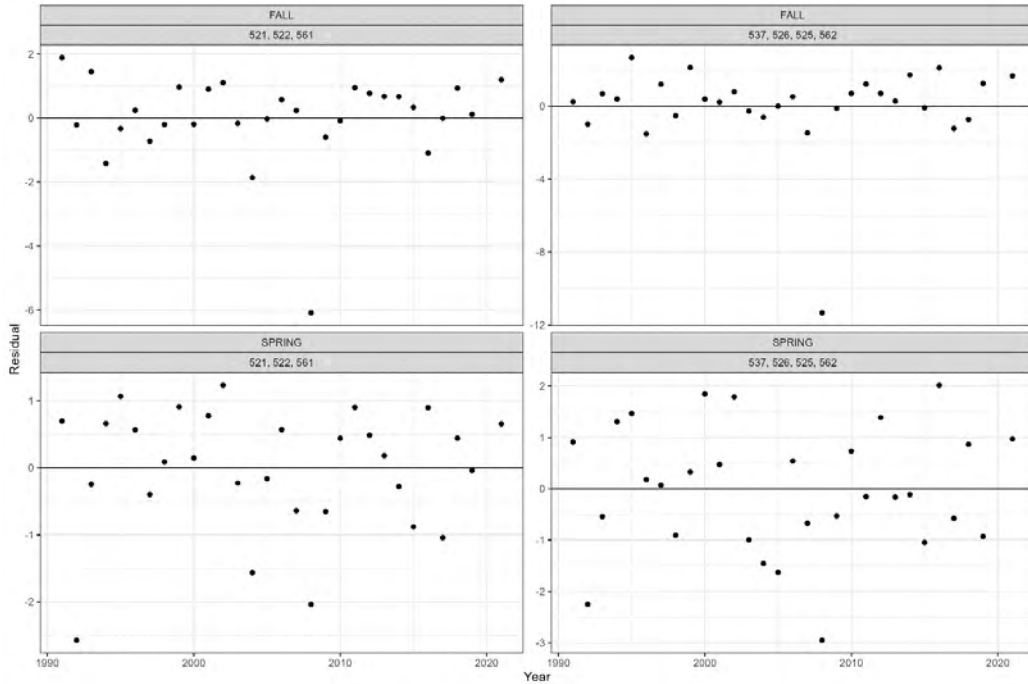 FALL
521, 522, 561
2
0
-2
-4
-6
FALL
537, 526, 525, 562
0
-4
-8
-12
SPRING
521, 522, 561
1
0
-1
-2
SPRING
537, 526, 525, 562
2
1
0
-1
-2
-3
Residual
1990
2000
2010
2020
1990
2000
2010
2020
Year